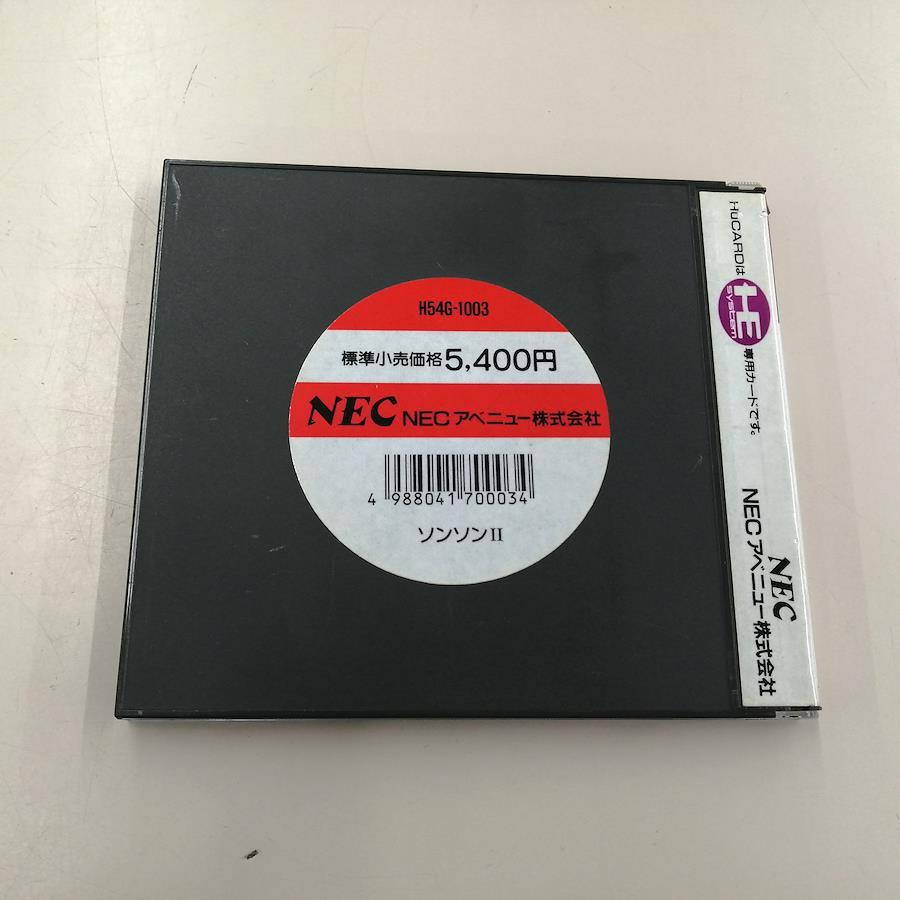 H54G-1003
標準小売価格5,400円
NEC NECアベニュー株式会社
4 988041 700034
ソンソンII
HuCARDは HE system 専用カードです。
NEC
NECアベニュー株式会社